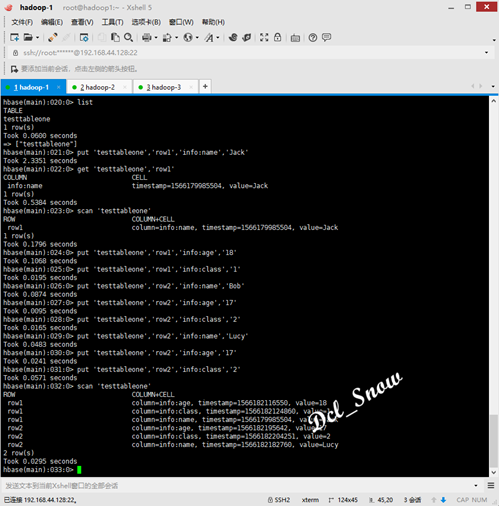 hadoop-1 root@hadoop1:~ - Xshell 5
文件(F) 编辑(E) 查看(V) 工具(T) 选项卡(B) 窗口(W) 帮助(H)
ssh://root:******@192.168.44.128:22
要添加当前会话，点击左侧的箭头按钮。
1 hadoop-1 2 hadoop-2 3 hadoop-3 +
hbase(main):020:0> list
TABLE
testtableone
1 row(s)
Took 0.0600 seconds
=> ["testtableone"]
hbase(main):021:0> put 'testtableone','row1','info:name','Jack'
Took 2.3351 seconds
hbase(main):022:0> get 'testtableone','row1'
COLUMN CELL
info:name timestamp=1566179985504, value=Jack
1 row(s)
Took 0.5384 seconds
hbase(main):023:0> scan 'testtableone'
ROW COLUMN+CELL
row1 column=info:name, timestamp=1566179985504, value=Jack
1 row(s)
Took 0.1796 seconds
hbase(main):024:0> put 'testtableone','row1','info:age','18'
Took 0.1068 seconds
hbase(main):025:0> put 'testtableone','row1','info:class','1'
Took 0.0195 seconds
hbase(main):026:0> put 'testtableone','row2','info:name','Bob'
Took 0.0874 seconds
hbase(main):027:0> put 'testtableone','row2','info:age','17'
Took 0.0095 seconds
hbase(main):028:0> put 'testtableone','row2','info:class','2'
Took 0.0165 seconds
hbase(main):029:0> put 'testtableone','row2','info:name','Lucy'
Took 0.0483 seconds
hbase(main):030:0> put 'testtableone','row2','info:age','17'
Took 0.0241 seconds
hbase(main):031:0> put 'testtableone','row2','info:class','2'
Took 0.0571 seconds
hbase(main):032:0> scan 'testtableone'
ROW COLUMN+CELL
row1 column=info:age, timestamp=1566182116550, value=18
row1 column=info:class, timestamp=1566182124860,
row1 column=info:name, timestamp=1566179985504,
row2 column=info:age, timestamp=1566182195642,
row2 column=info:class, timestamp=1566182204251, value=2
row2 column=info:name, timestamp=1566182182760, value=Lucy
2 row(s)
Took 0.0295 seconds
hbase(main):033:0>
Dcl_Snow
发送文本到当前Xshell窗口的全部会话
已连接 192.168.44.128:22。 SSH2 xterm 124x45 45,20 3 会话 CAP NUM